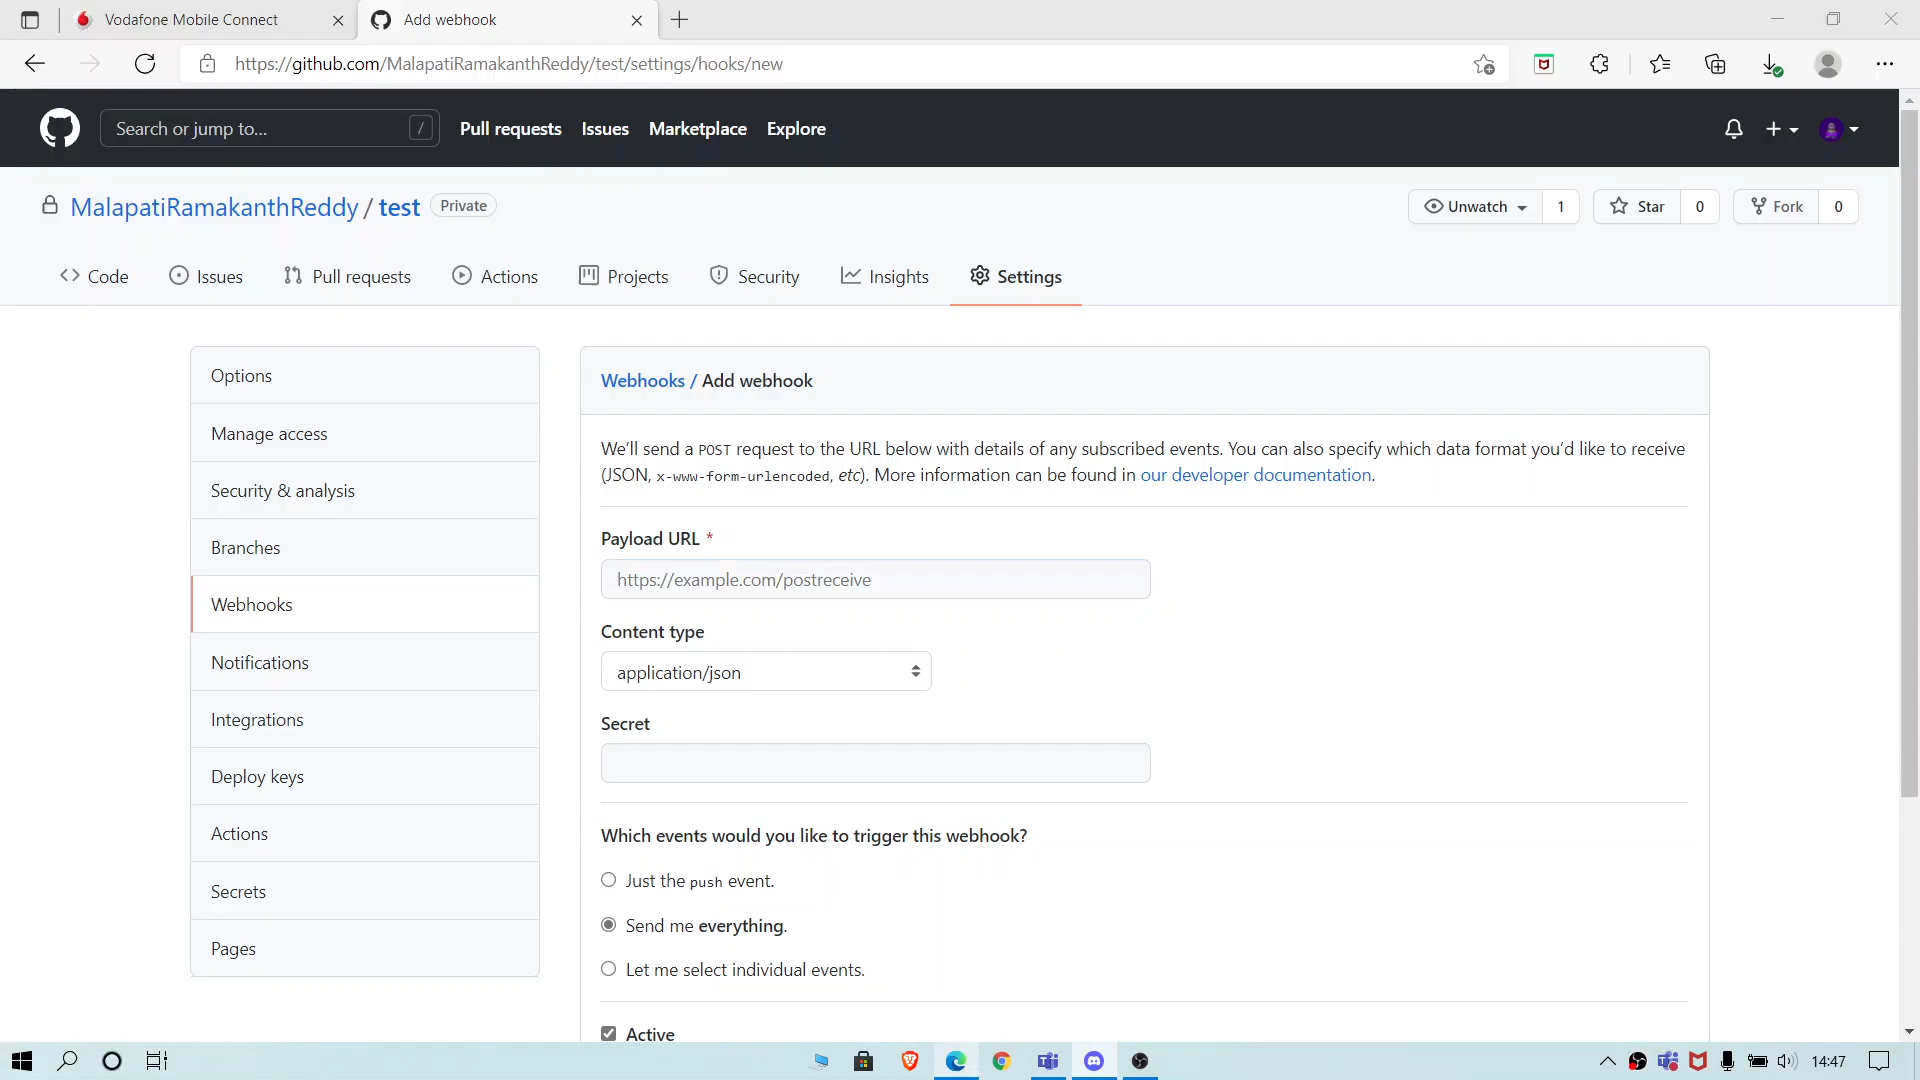 Vodafone Mobile Connect
Add webhook
https://github.com/MalapatiRamakanthReddy/test/settings/hooks/new
Search or jump to...
/
Pull requests
Issues
Marketplace
Explore
MalapatiRamakanthReddy / test
Private
Unwatch
1
Star
0
Fork
0
Code
Issues
Pull requests
Actions
Projects
Security
Insights
Settings
Options
Manage access
Security & analysis
Branches
Webhooks
Notifications
Integrations
Deploy keys
Actions
Secrets
Pages
Webhooks / Add webhook
We’ll send a POST request to the URL below with details of any subscribed events. You can also specify which data format you’d like to receive
(JSON, x-www-form-urlencoded, etc). More information can be found in our developer documentation.
Payload URL *
https://example.com/postreceive
Content type
application/json
Secret
Which events would you like to trigger this webhook?
Just the push event.
Send me everything.
Let me select individual events.
Active
14:47